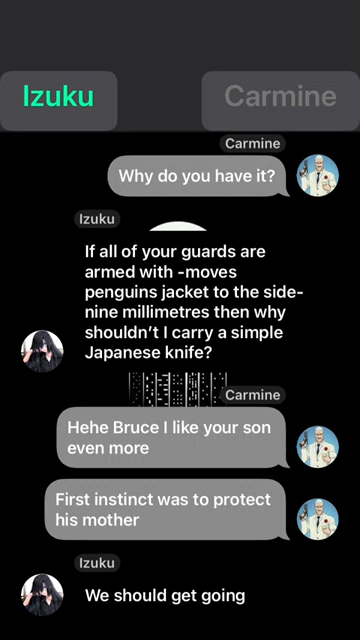 Izuku
Carmine
Carmine
Why do you have it?
Izuku
If all of your guards are
armed with -moves
penguins jacket to the side-
nine millimetres then why
shouldn’t I carry a simple
Japanese knife?
Carmine
Hehe Bruce I like your son
even more
First instinct was to protect
his mother
Izuku
We should get going